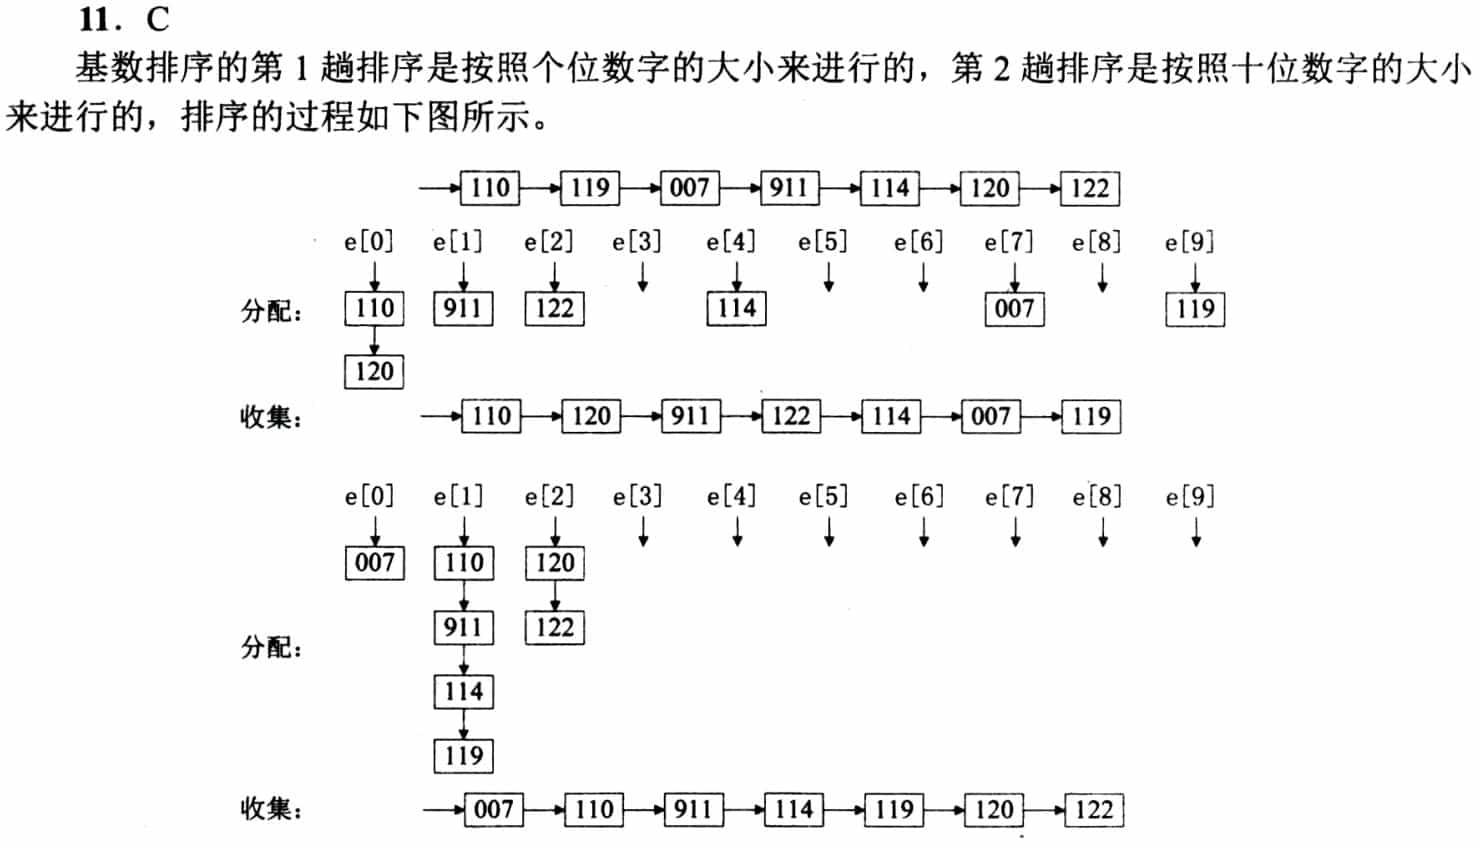 11．C
基数排序的第 1 趟排序是按照个位数字的大小来进行的，第 2 趟排序是按照十位数字的大小
来进行的，排序的过程如下图所示。
110 119 007 911 114 120 122
e[0] e[1] e[2] e[3] e[4] e[5] e[6] e[7] e[8] e[9]
分配： 110 911 122 114 007 119
120
收集： 110 120 911 122 114 007 119
e[0] e[1] e[2] e[3] e[4] e[5] e[6] e[7] e[8] e[9]
007 110 120
911 122
分配：
114
119
收集： 007 110 911 114 119 120 122